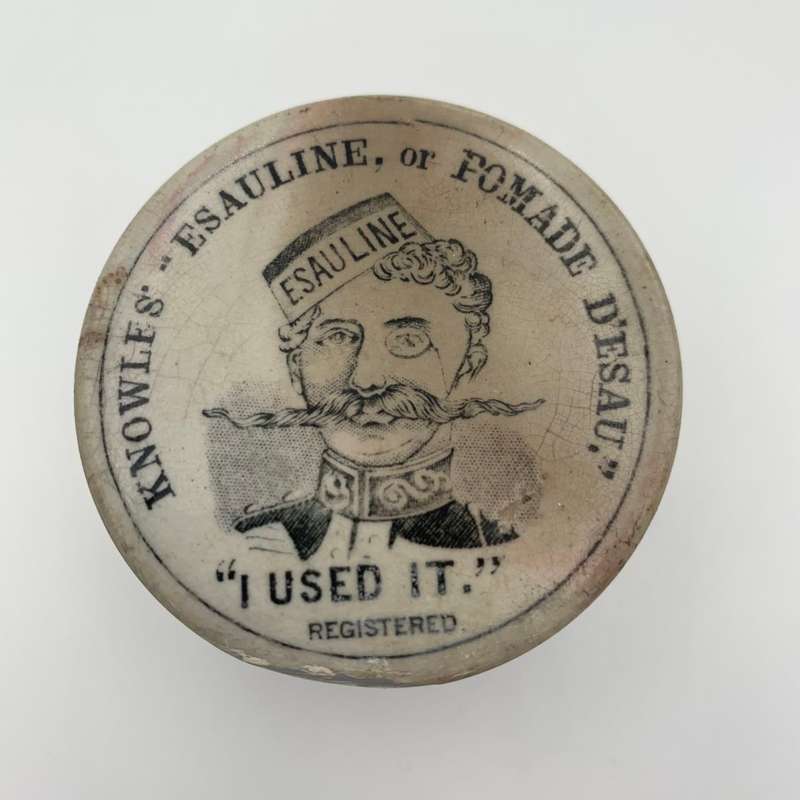 KNOWLES' "ESAULINE, or POMADE D'ESAU,"
ESAULINE
"I USED IT."
REGISTERED.